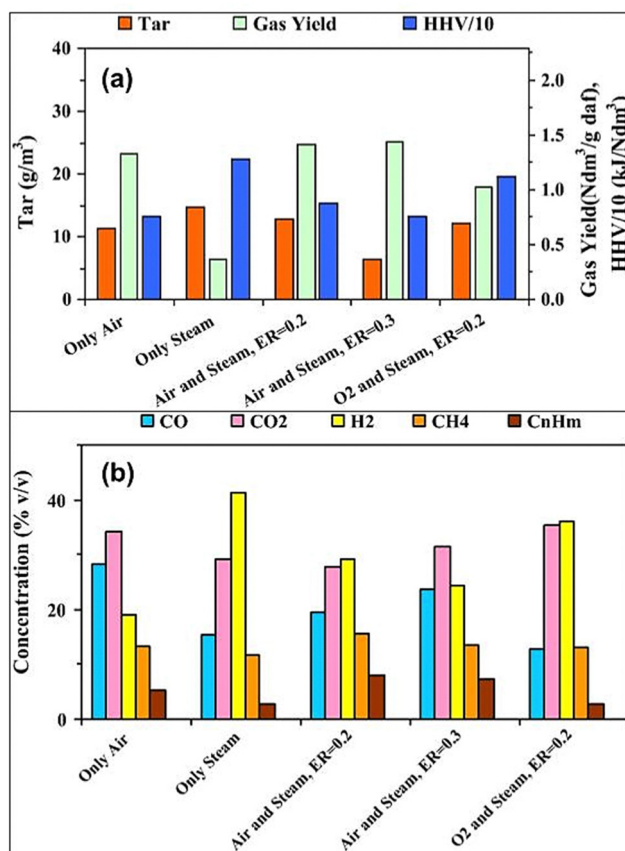 Tar Gas Yield HHV/10
(a)
40
30
20
10
0
Tar (g/m³)
2.0
1.5
1.0
0.5
0.0
Gas Yield(Ndm³/g daf),
HHV/10 (kJ/Ndm³)
Only Air
Only Steam
Air and Steam, ER=0.2
Air and Steam, ER=0.3
O2 and Steam, ER=0.2
CO CO2 H2 CH4 CnHm
(b)
40
20
0
Concentration (% v/v)
Only Air
Only Steam
Air and Steam, ER=0.2
Air and Steam, ER=0.3
O2 and Steam, ER=0.2